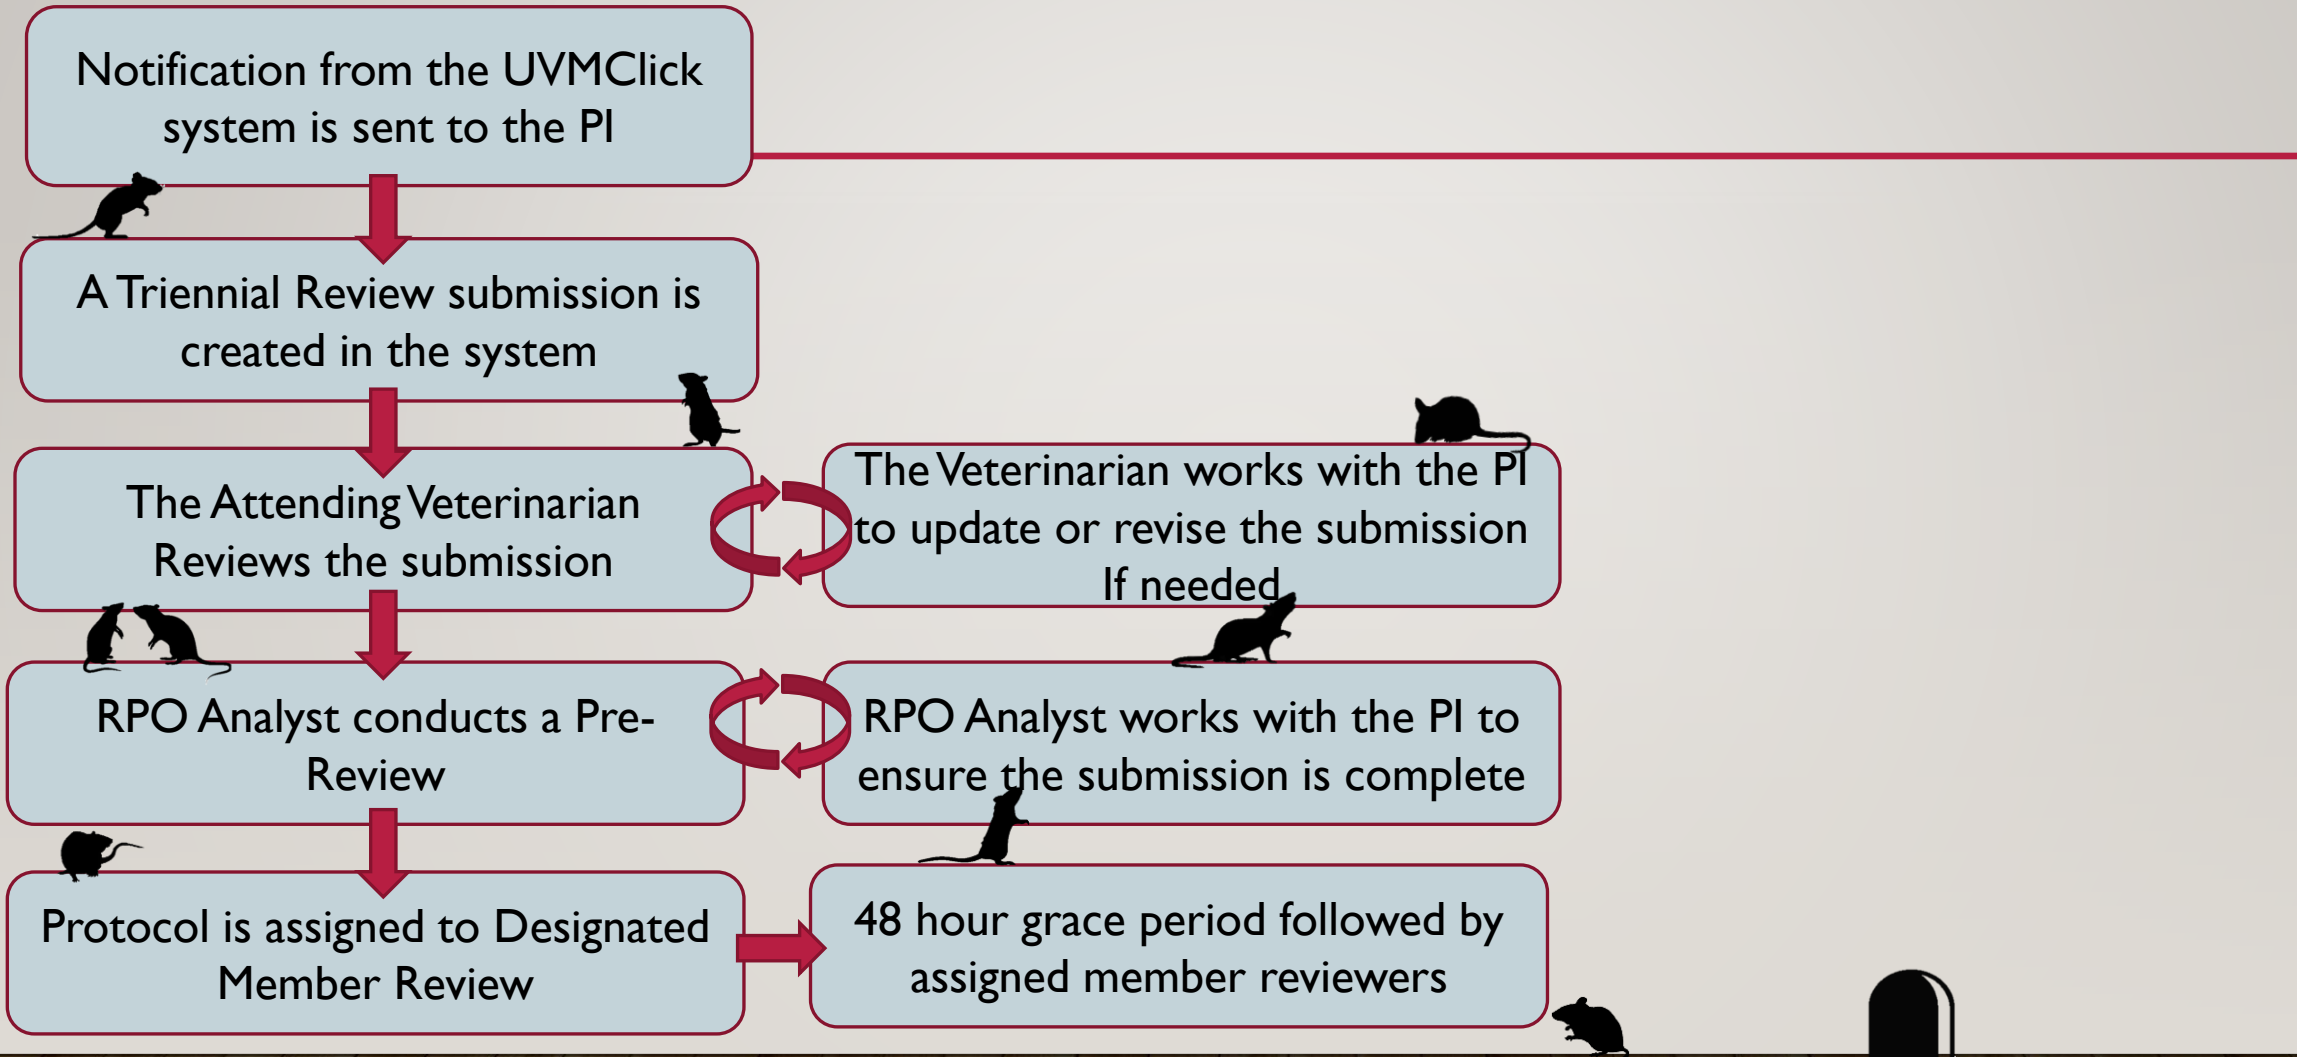 Notification from the UVMClick
system is sent to the PI
A Triennial Review submission is
created in the system
The Attending Veterinarian
Reviews the submission
The Veterinarian works with the PI
to update or revise the submission
If needed
RPO Analyst conducts a Pre-
Review
RPO Analyst works with the PI to
ensure the submission is complete
Protocol is assigned to Designated
Member Review
48 hour grace period followed by
assigned member reviewers